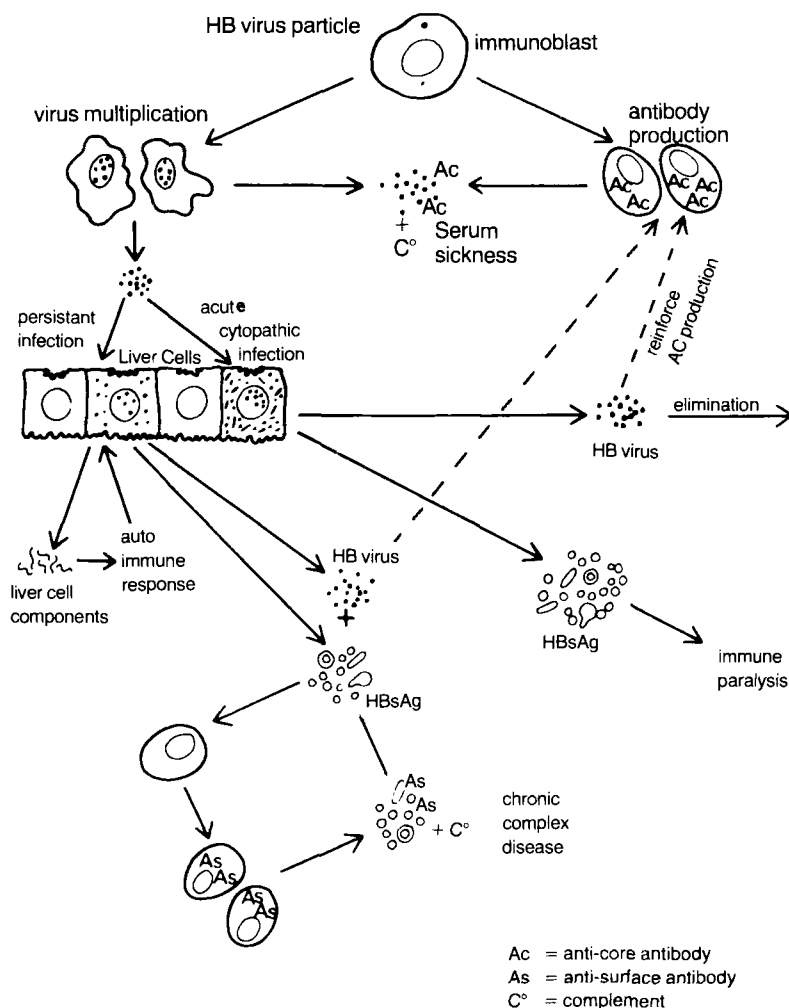 HB virus particle
immunoblast
virus multiplication
antibody
production
Ac
Ac
Ac
Ac
Ac
Ac
Ac
+
C° Serum
sickness
persistant
infection
acute
cytopathic
infection
Liver Cells
reinforce
AC production
elimination
HB virus
auto
immune
response
liver cell
components
HB virus
+
HBsAg
HBsAg
immune
paralysis
As
As
+ C°
chronic
complex
disease
As
As
As
As
Ac = anti-core antibody
As = anti-surface antibody
C° = complement